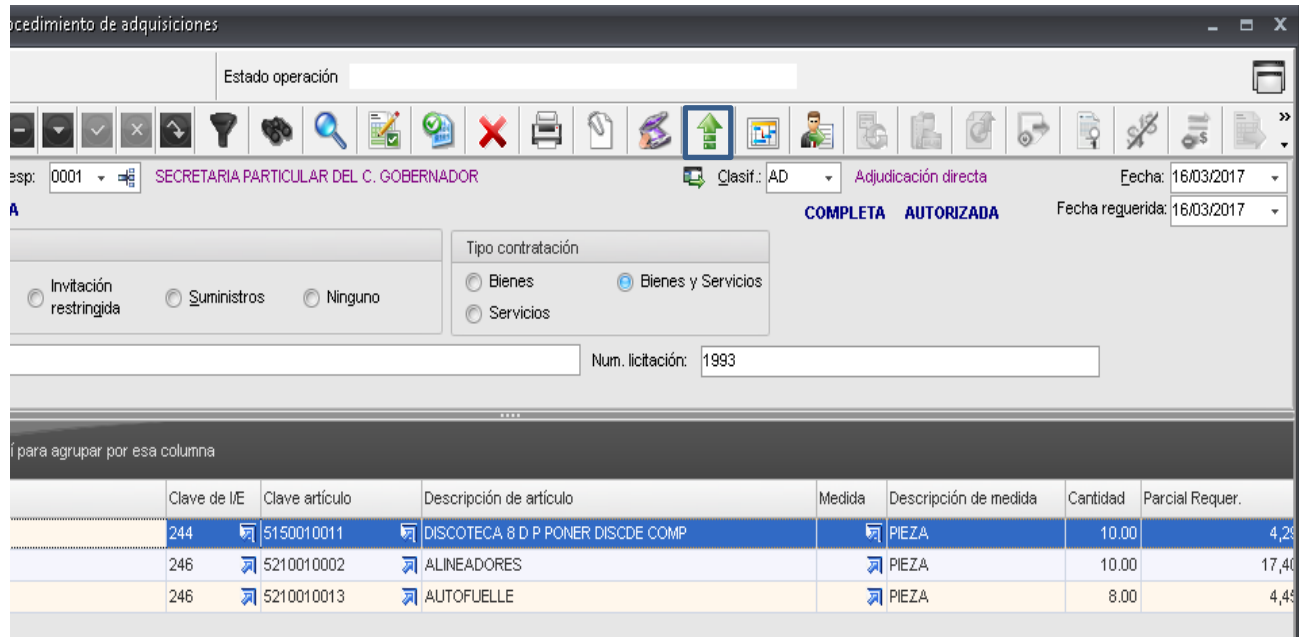 ocedimiento de adquisiciones
Estado operación
esp: 0001 SECRETARIA PARTICULAR DEL C. GOBERNADOR Clasif.: AD Adjudicación directa Fecha: 16/03/2017
A COMPLETA AUTORIZADA Fecha requerida: 16/03/2017
Tipo contratación
Invitación restringida Suministros Ninguno Bienes Bienes y Servicios
Servicios
Num. licitación: 1993
í para agrupar por esa columna
Clave de I/E Clave artículo Descripción de artículo Medida Descripción de medida Cantidad Parcial Requer.
244 5150010011 DISCOTECA 8 D P PONER DISCDE COMP PIEZA 10.00 4,29
246 5210010002 ALINEADORES PIEZA 10.00 17,40
246 5210010013 AUTOFUELLE PIEZA 8.00 4,45